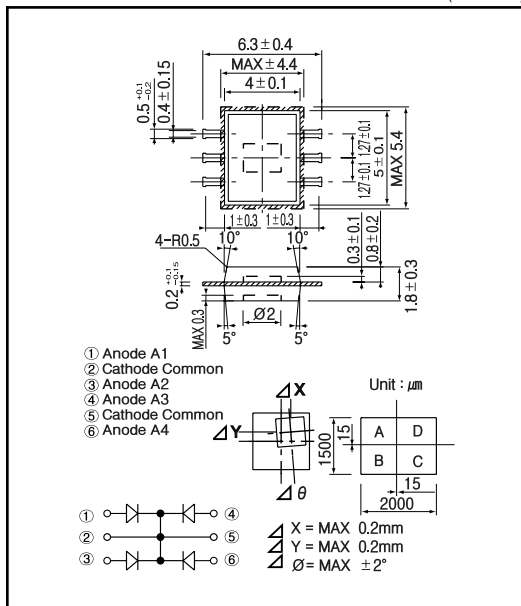 6.3±0.4
MAX±4.4
4±0.1
0.5 +0.1 -0.2
0.4±0.15
1.27±0.1
1.27±0.1
5±0.1
MAX 5.4
1±0.3 1±0.3
10° 10°
4-R0.5
0.3±0.1
0.8±0.2
1.8±0.3
0.2 +0.1 -0.15
MAX 0.3
Ø2
5° 5°
① Anode A1
② Cathode Common
③ Anode A2
④ Anode A3
⑤ Cathode Common
⑥ Anode A4
⊿X
⊿Y
⊿θ
Unit : μm
A D
B C
15
1500
15
2000
① ④
② ⑤
③ ⑥
⊿ X = MAX 0.2mm
⊿ Y = MAX 0.2mm
⊿ Ø = MAX ±2°